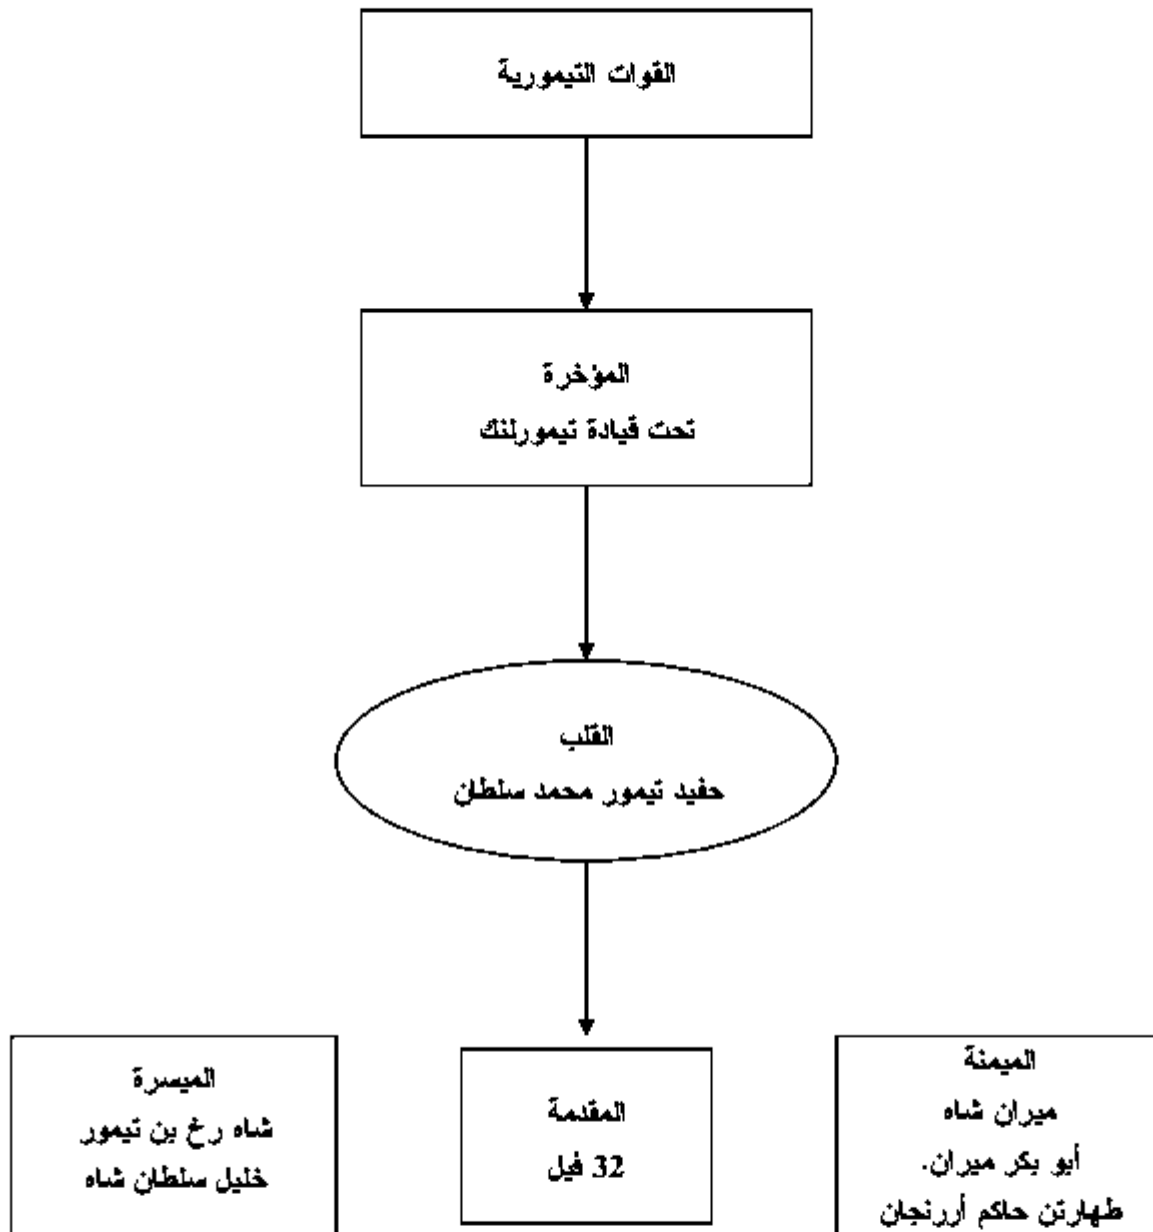 القوات التيمورية
المؤخرة
تحت قيادة تيمورلنك
القلب
حفيد تيمور محمد سلطان
الميمنة
ميران شاه
أبو بكر ميران.
طهارتن حاكم أررنجان
المقدمة
32 فيل
الميسرة
شاه رخ بن تيمور
خليل سلطان شاه